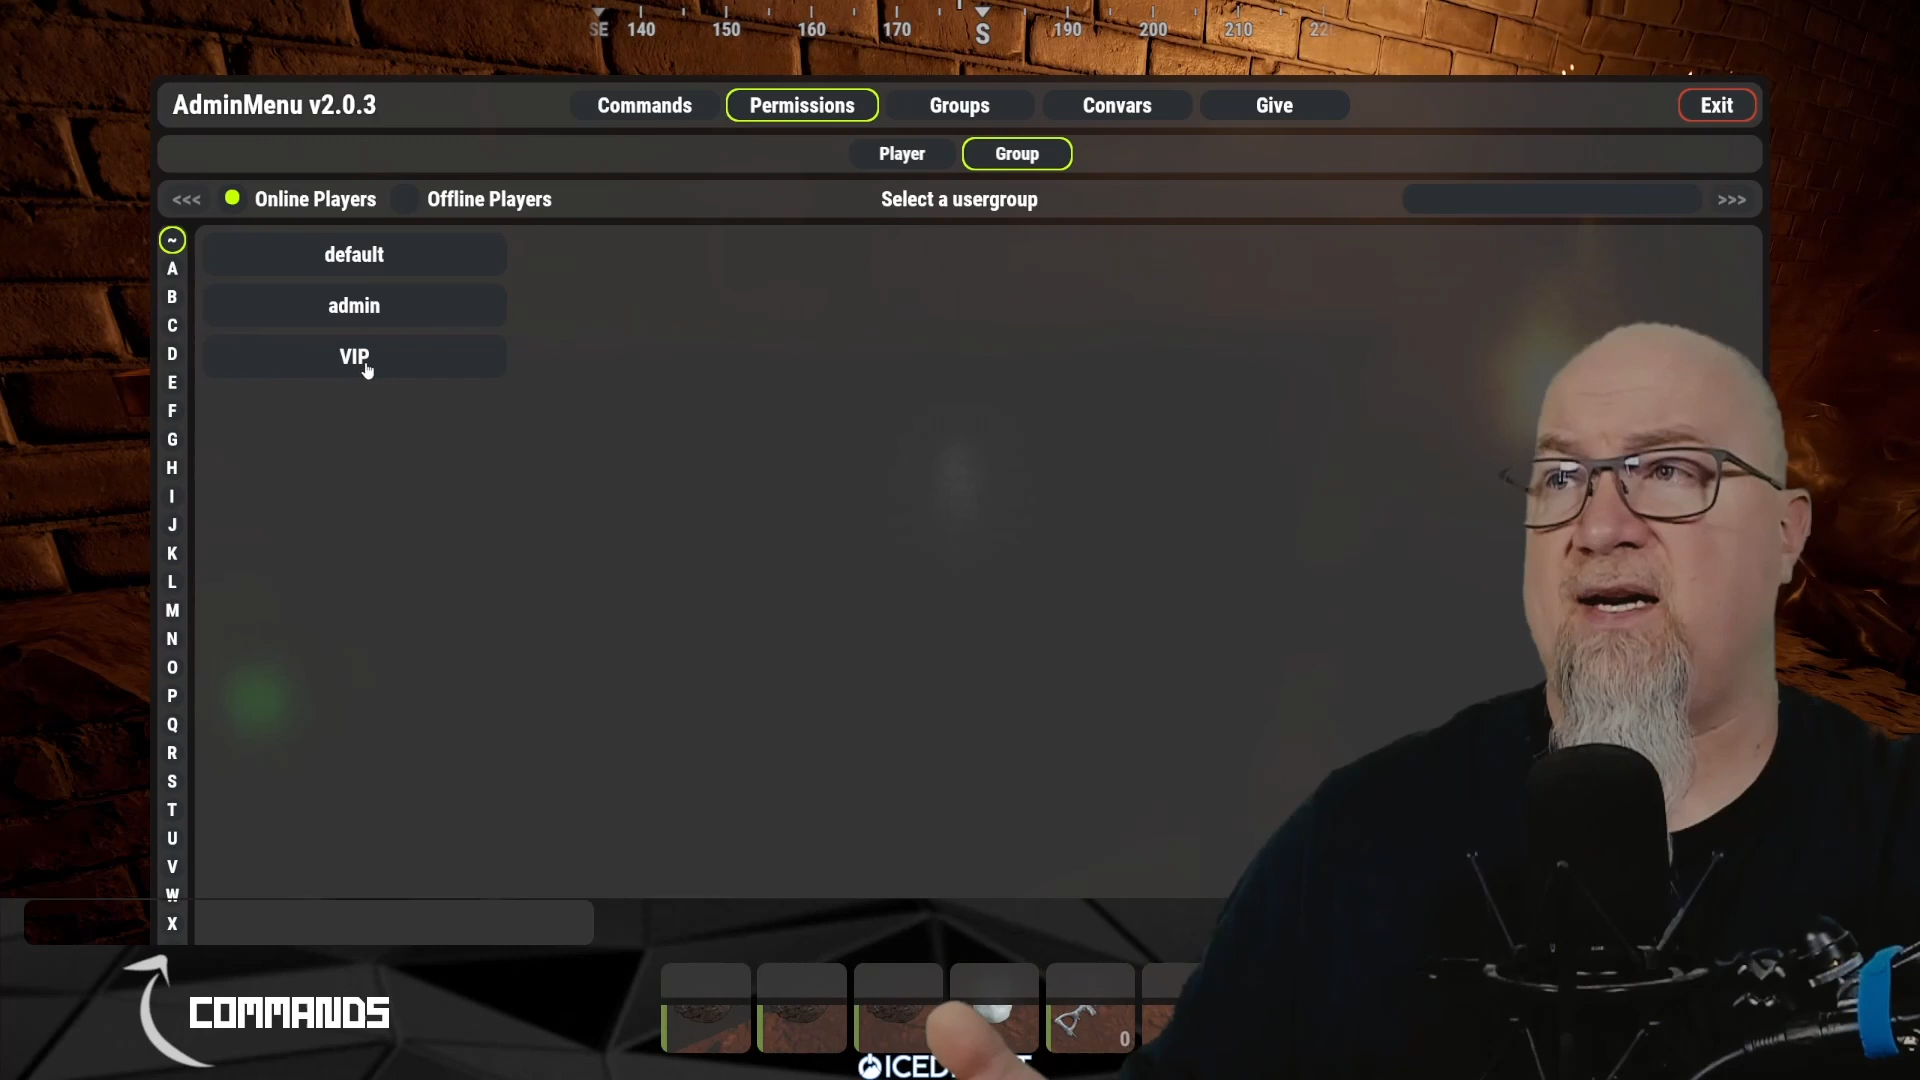 SE 140 150 160 170 S 190 200 210
AdminMenu v2.0.3 Commands Permissions Groups Convars Give Exit
Player Group
<<< Online Players Offline Players Select a usergroup >>>
~ default
A
admin
B
C
VIP
D
E
F
G
H
I
J
K
L
M
N
O
P
Q
R
S
T
U
V
W
X
COMMANDS
0